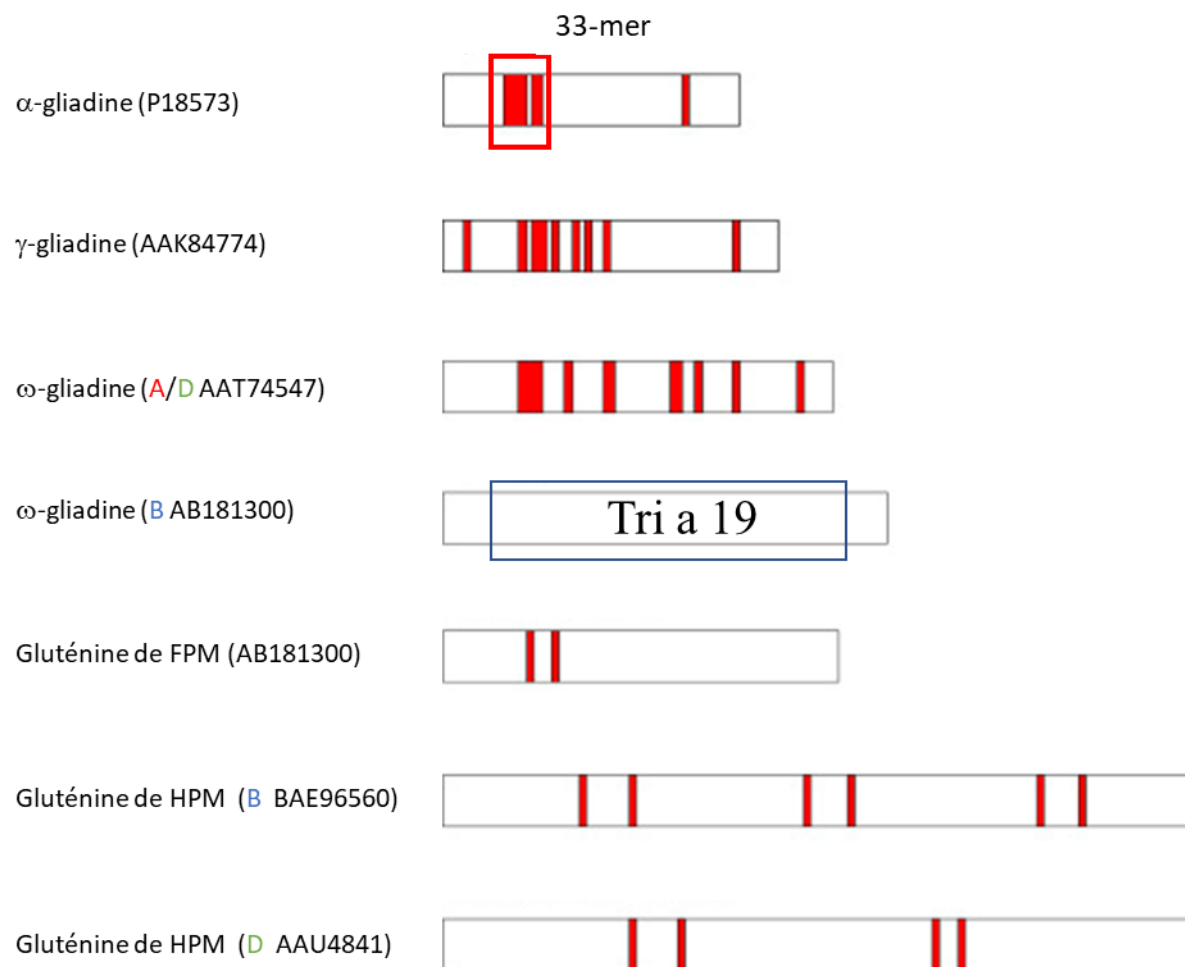 33-mer
α-gliadine (P18573)
γ-gliadine (AAK84774)
ω-gliadine (A/D AAT74547)
ω-gliadine (B AB181300)
Tri a 19
Gluténine de FPM (AB181300)
Gluténine de HPM (B BAE96560)
Gluténine de HPM (D AAU4841)